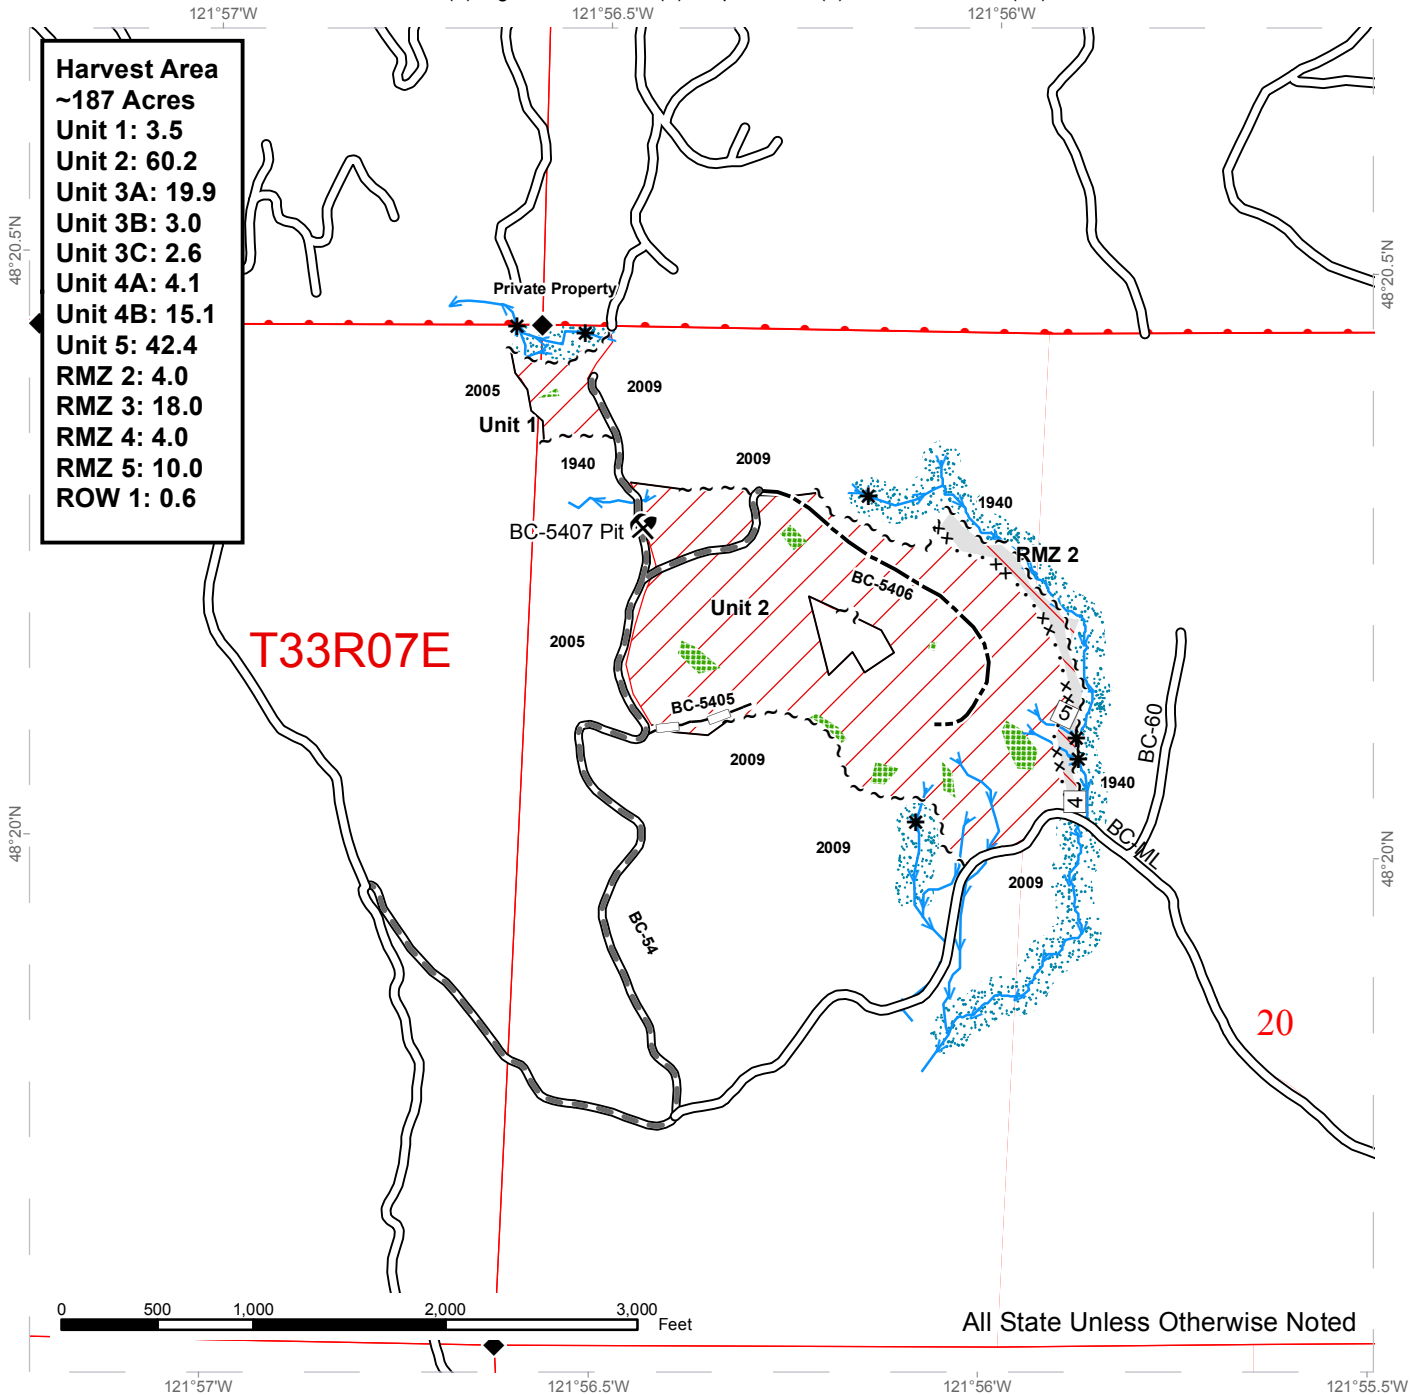 121°57'W
121°56.5'W
121°56'W
Harvest Area
~187 Acres
Unit 1: 3.5
Unit 2: 60.2
Unit 3A: 19.9
Unit 3B: 3.0
Unit 3C: 2.6
Unit 4A: 4.1
Unit 4B: 15.1
Unit 5: 42.4
RMZ 2: 4.0
RMZ 3: 18.0
RMZ 4: 4.0
RMZ 5: 10.0
ROW 1: 0.6
48°20.5'N
48°20.5'N
Private Property
2005
2009
Unit 1
1940
2009
1940
BC-5407 Pit
RMZ 2
BC-5406
Unit 2
2005
T33R07E
BC-5405
5
BC-60
2009
1940
4
BC-ML
48°20'N
48°20'N
2009
2009
BC-54
20
0
500
1,000
2,000
3,000
Feet
All State Unless Otherwise Noted
121°57'W
121°56.5'W
121°56'W
121°55.5'W